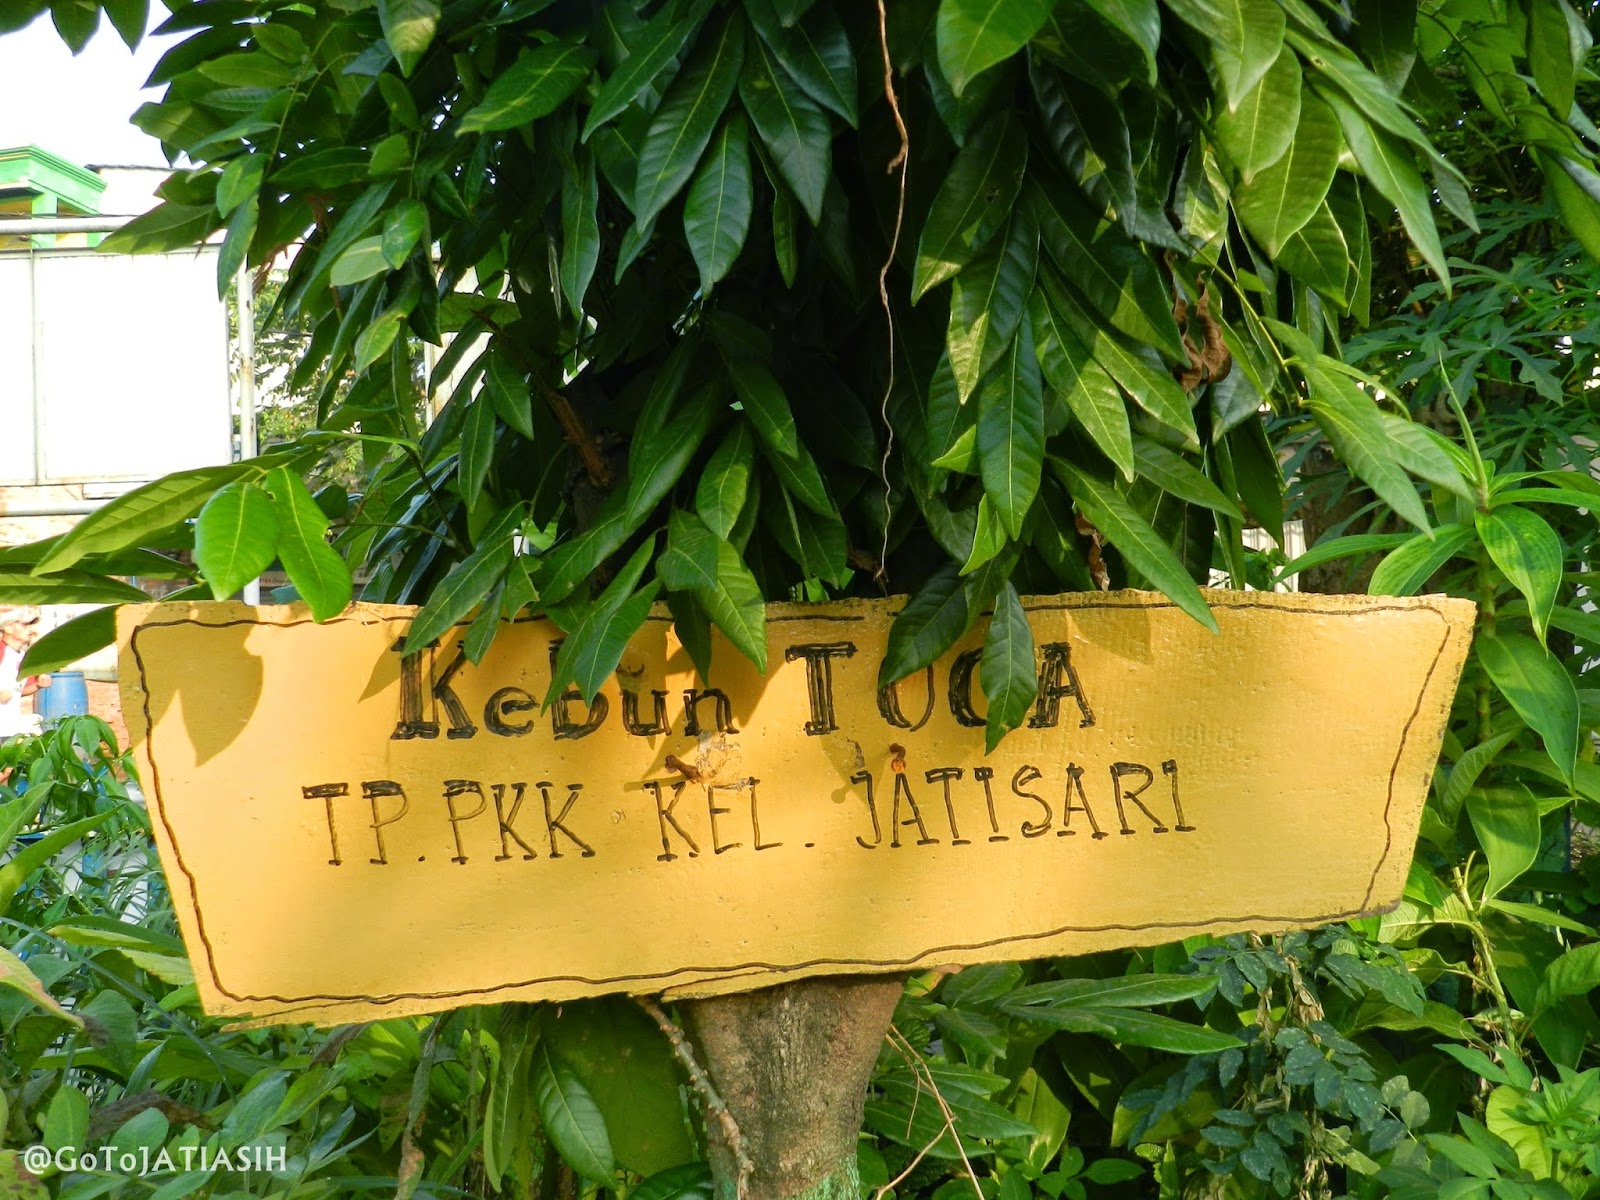 Kebun TOGA
TP.PKK KEL. JATISARI
@GoToJATIASIH